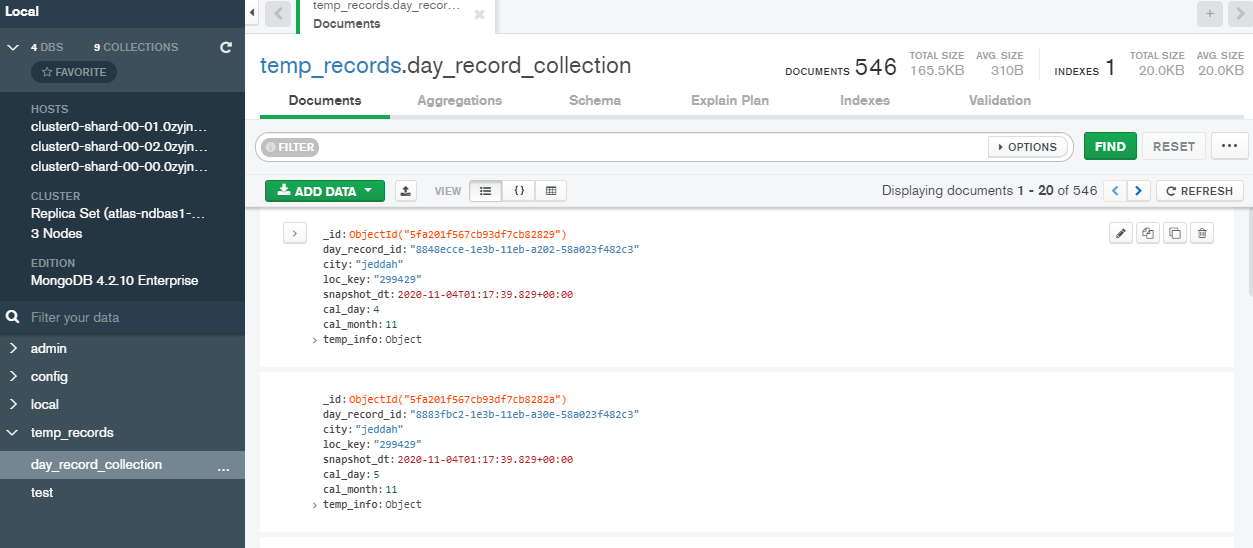 Local
4 DBS 9 COLLECTIONS
FAVORITE
HOSTS
cluster0-shard-00-01.0zyjn...
cluster0-shard-00-02.0zyjn...
cluster0-shard-00-00.0zyjn...
CLUSTER
Replica Set (atlas-ndbas1-...
3 Nodes
EDITION
MongoDB 4.2.10 Enterprise
Filter your data
admin
config
local
temp_records
day_record_collection ...
test
temp_records.day_recor...
Documents
temp_records.day_record_collection
DOCUMENTS 546
TOTAL SIZE AVG. SIZE
165.5KB 310B
INDEXES 1
TOTAL SIZE AVG. SIZE
20.0KB 20.0KB
Documents Aggregations Schema Explain Plan Indexes Validation
FILTER OPTIONS FIND RESET ...
ADD DATA VIEW {} Displaying documents 1 - 20 of 546 REFRESH
_id:ObjectId("5fa201f567cb93df7cb82829")
day_record_id:"8848ecce-1e3b-11eb-a202-58a023f482c3"
city:"jeddah"
loc_key:"299429"
snapshot_dt:2020-11-04T01:17:39.829+00:00
cal_day:4
cal_month:11
temp_info:Object
_id:ObjectId("5fa201f567cb93df7cb8282a")
day_record_id:"8883fbc2-1e3b-11eb-a30e-58a023f482c3"
city:"jeddah"
loc_key:"299429"
snapshot_dt:2020-11-04T01:17:39.829+00:00
cal_day:5
cal_month:11
temp_info:Object